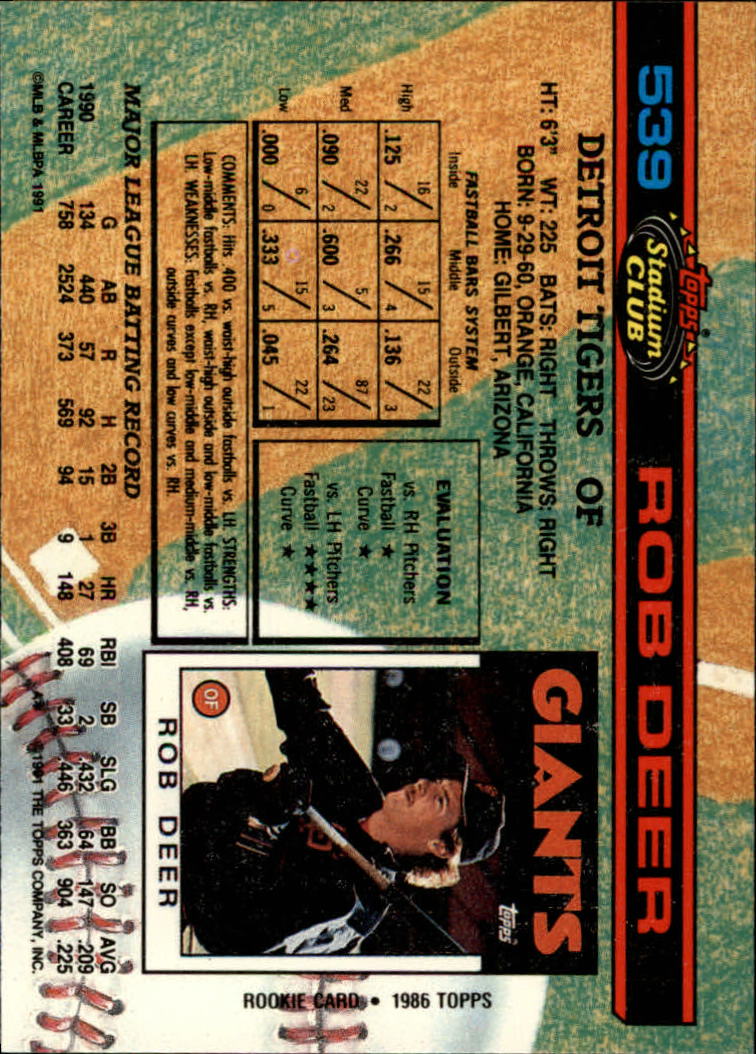 539
topps®
Stadium
CLUB
ROB DEER
DETROIT TIGERS OF
HT: 6'3" WT: 225 BATS: RIGHT THROWS: RIGHT
BORN: 9-29-60, ORANGE, CALIFORNIA
HOME: GILBERT, ARIZONA
FASTBALL BARS SYSTEM
Inside Middle Outside
High .125 16/2 .266 15/4 .136 22/3
Med .090 22/2 .600 5/3 .264 87/23
Low .000 6/0 .333 15/5 .045 22/1
EVALUATION
vs. RH Pitchers
Fastball ★
Curve ★
vs. LH Pitchers
Fastball ★★★★
Curve ★
COMMENTS: Hits .400 vs. waist-high outside fastballs vs. LH. STRENGTHS:
Low-middle fastballs vs. RH, waist-high outside and low-middle fastballs vs.
LH. WEAKNESSES: Fastballs except low-middle and medium-middle vs. RH,
outside curves and low curves vs. RH.
GIANTS
topps
OF
ROB DEER
ROOKIE CARD • 1986 TOPPS
MAJOR LEAGUE BATTING RECORD
G AB R H 2B 3B HR RBI SB SLG BB SO AVG
1990 134 440 57 92 15 1 27 69 2 .432 64 147 .209
CAREER 758 2524 373 569 94 9 148 408 33 .446 363 904 .225
©MLB & MLBPA 1991
©1991 THE TOPPS COMPANY, INC.